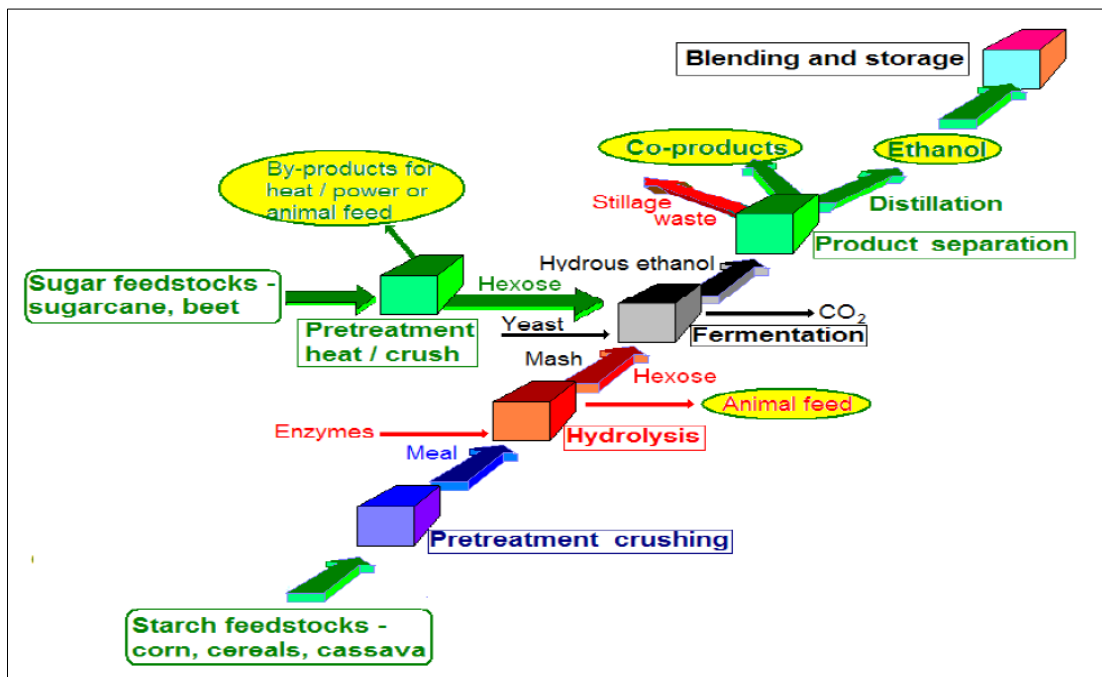 Blending and storage
Co-products
Ethanol
By-products for
heat / power or
animal feed
Stillage
waste
Distillation
Product separation
Hydrous ethanol
Sugar feedstocks -
sugarcane, beet
Hexose
Pretreatment
heat / crush
Yeast
CO₂
Fermentation
Mash
Hexose
Animal feed
Enzymes
Hydrolysis
Meal
Pretreatment crushing
Starch feedstocks -
corn, cereals, cassava